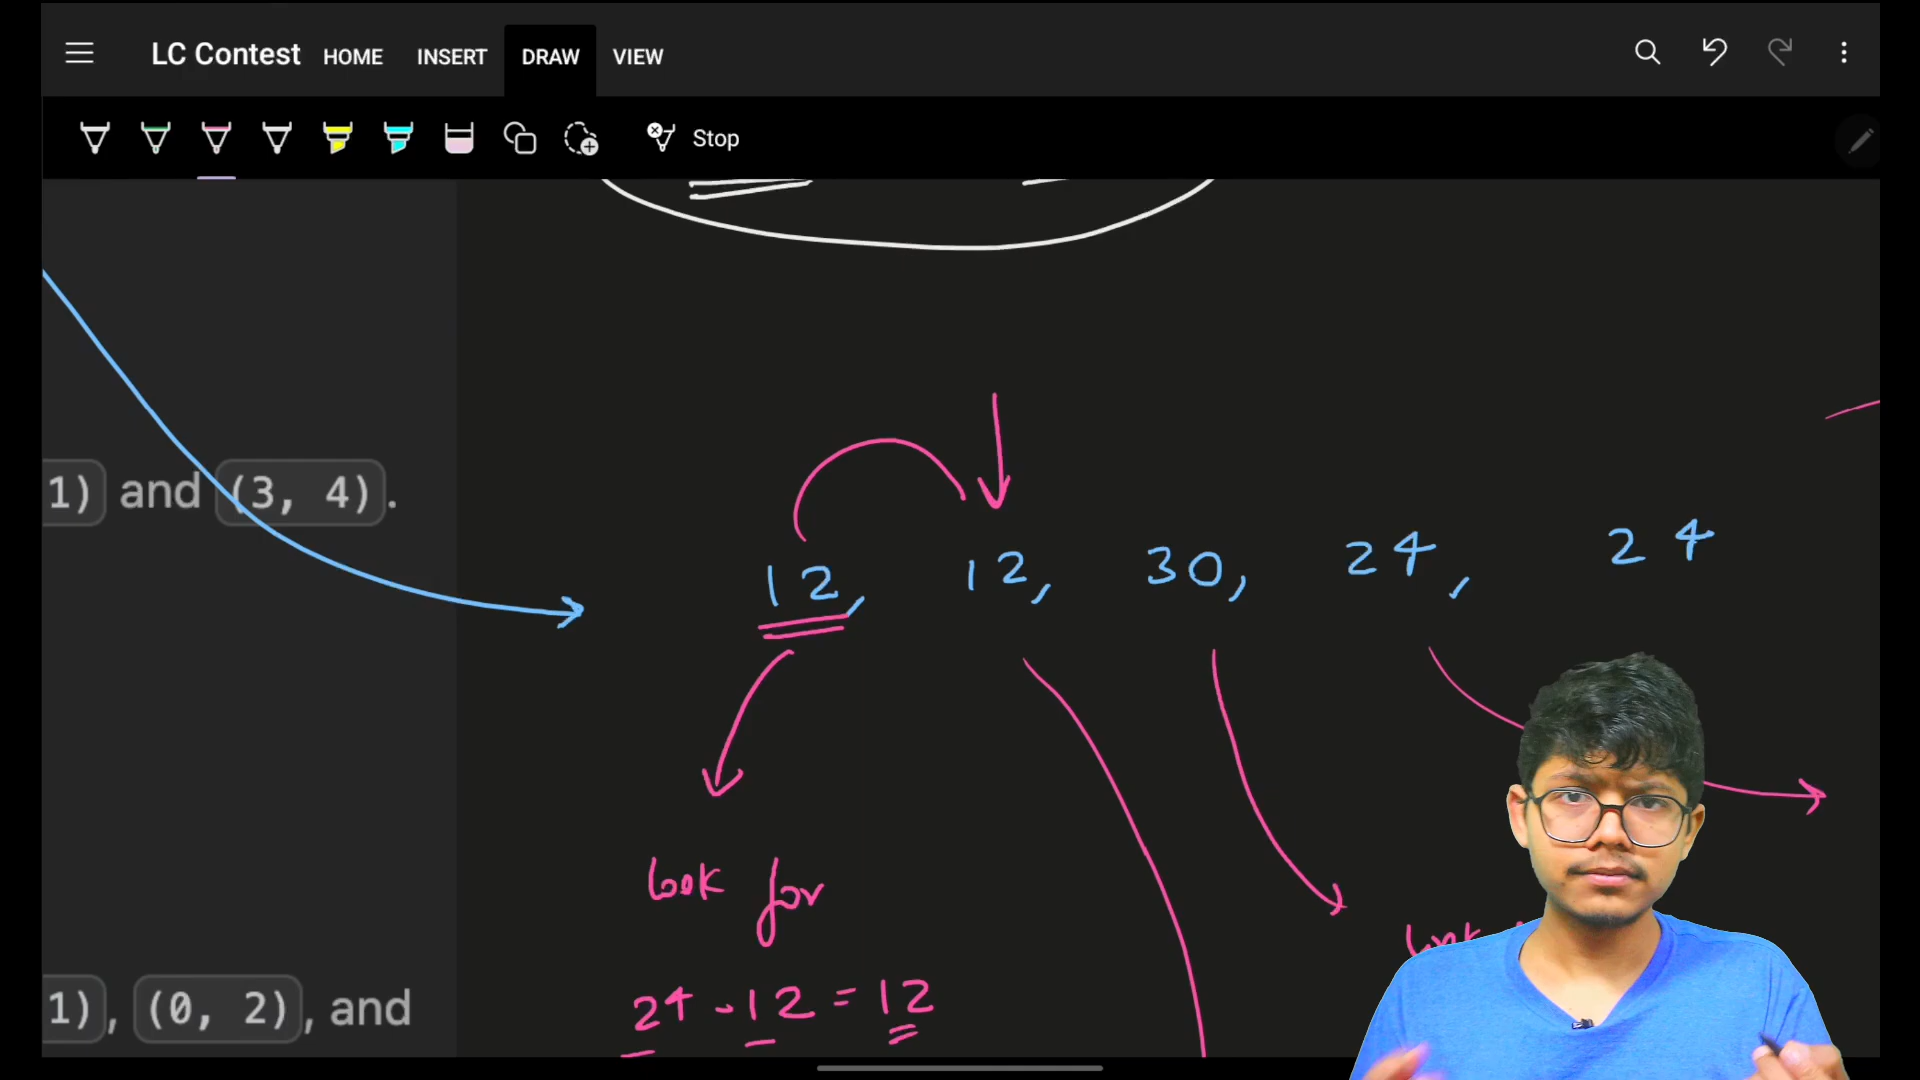 LC Contest HOME INSERT DRAW VIEW
Stop
1) and (3, 4).
12, 12, 30, 24, 24
look for
24 - 12 = 12
1), (0, 2), and